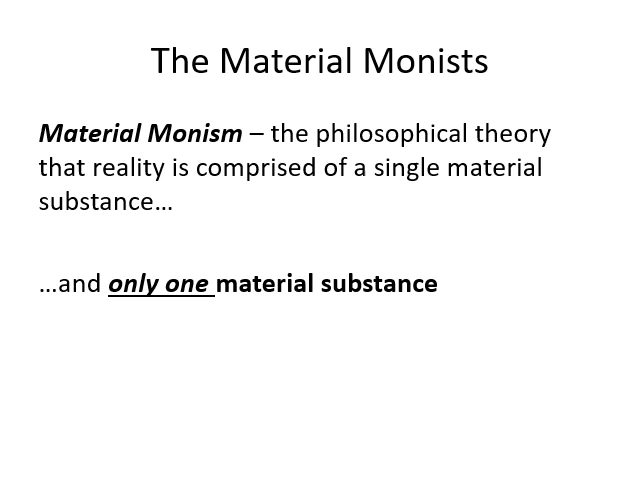 The Material Monists
Material Monism – the philosophical theory
that reality is comprised of a single material
substance…
…and only one material substance